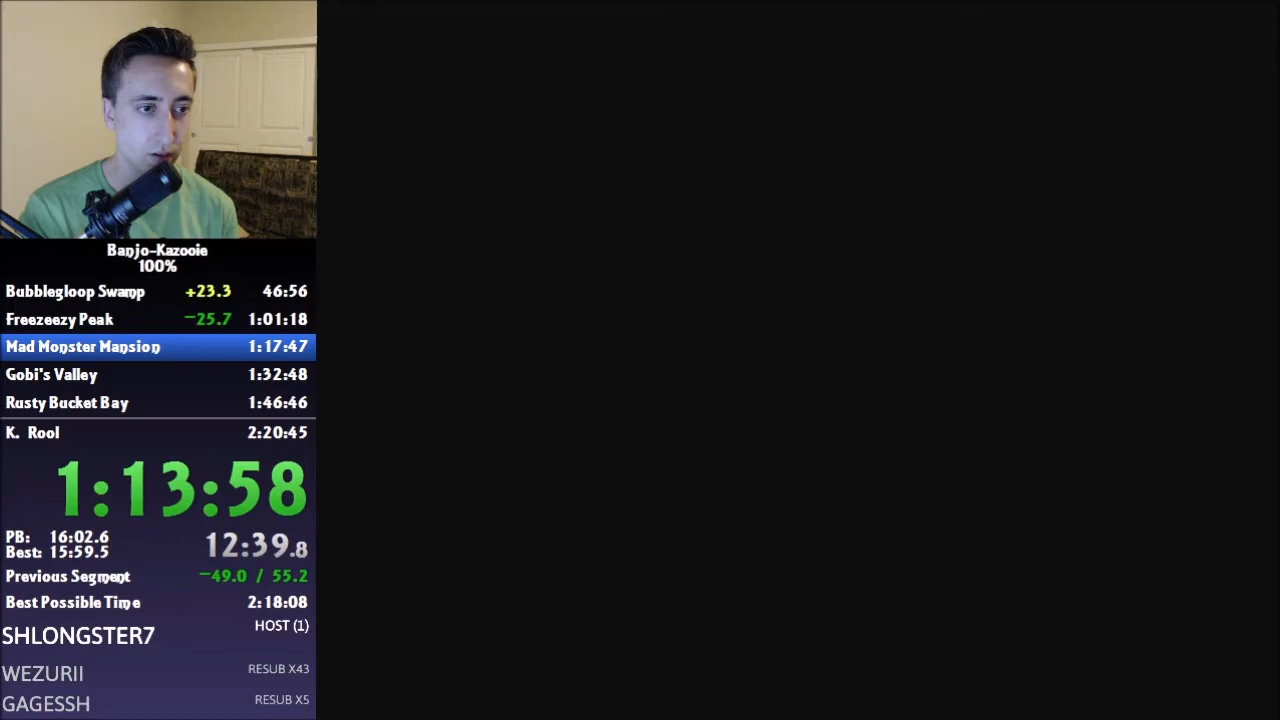 Banjo-Kazooie
100%
Bubblegloop Swamp +23.3 46:56
Freezeezy Peak −25.7 1:01:18
Mad Monster Mansion 1:17:47
Gobi's Valley 1:32:48
Rusty Bucket Bay 1:46:46
K. Rool 2:20:45
1:13:58
PB: 16:02.6
Best: 15:59.5
12:39.8
Previous Segment −49.0 / 55.2
Best Possible Time 2:18:08
SHLONGSTER7 HOST (1)
WEZURII RESUB X43
GAGESSH RESUB X5